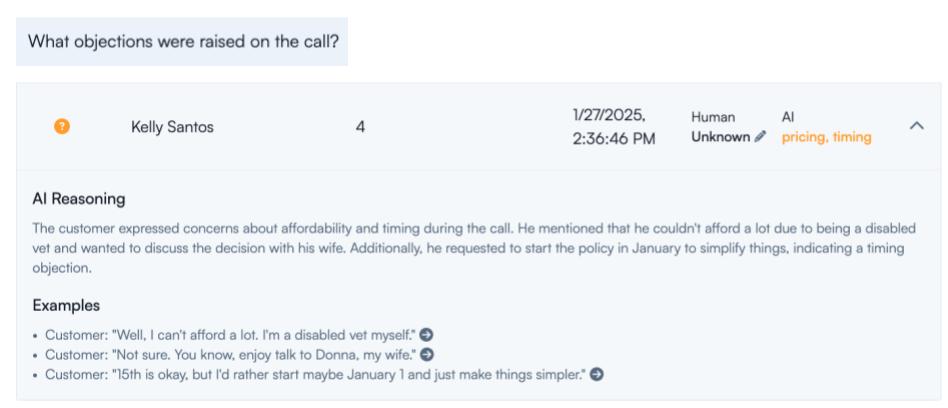 What objections were raised on the call?
?
Kelly Santos
4
1/27/2025,
2:36:46 PM
Human
Unknown
AI
pricing, timing
AI Reasoning
The customer expressed concerns about affordability and timing during the call. He mentioned that he couldn't afford a lot due to being a disabled
vet and wanted to discuss the decision with his wife. Additionally, he requested to start the policy in January to simplify things, indicating a timing
objection.
Examples
• Customer: "Well, I can't afford a lot. I'm a disabled vet myself."
• Customer: "Not sure. You know, enjoy talk to Donna, my wife."
• Customer: "15th is okay, but I'd rather start maybe January 1 and just make things simpler."